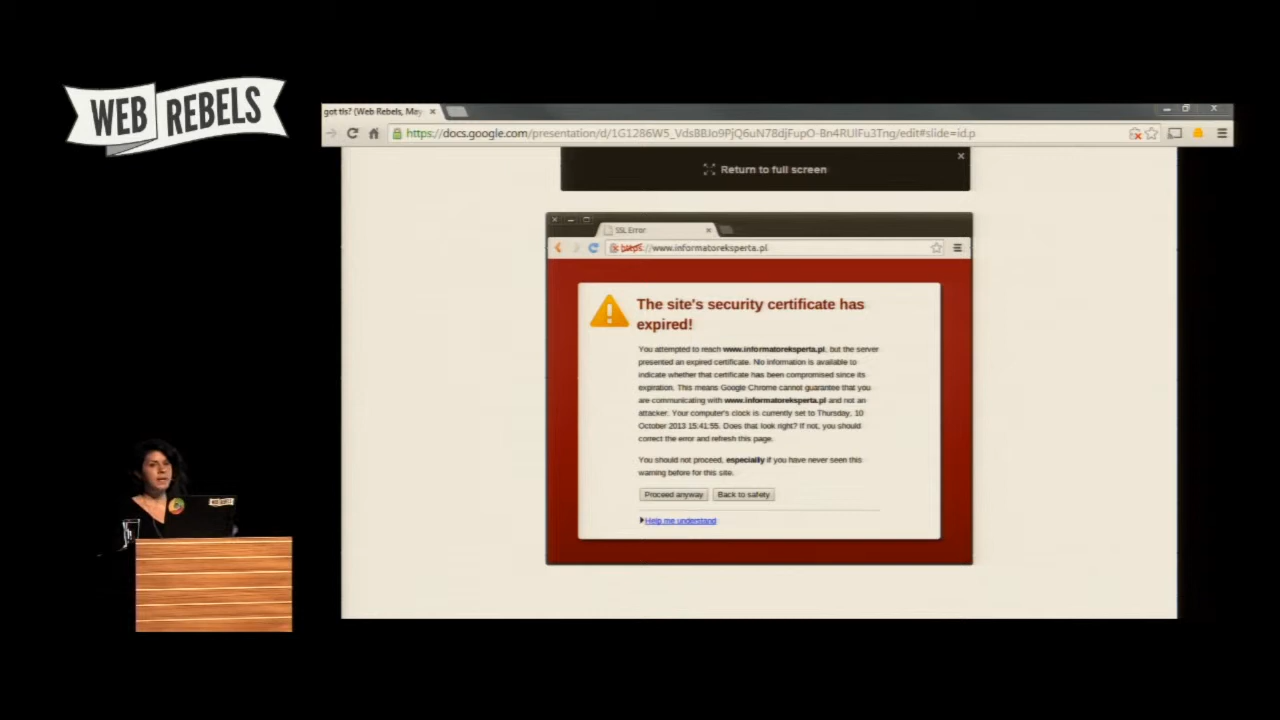 WEB REBELS
got tls? (Web Rebels, May
https://docs.google.com/presentation/d/
Return to full screen
SSL Error
https://www.informatoreksperta.pl
The site's security certificate has
expired!
You attempted to reach www.informatoreksperta.pl, but the server
presented an expired certificate. No information is available to
indicate whether that certificate has been compromised since its
expiration. This means Google Chrome cannot guarantee that you
are communicating with www.informatoreksperta.pl and not an
attacker. Your computer's clock is currently set to Thursday, 10
October 2013 15:41:55. Does that look right? If not, you should
correct the error and refresh this page.
You should not proceed, especially if you have never seen this
warning before for this site.
Proceed anyway Back to safety
Help me understand